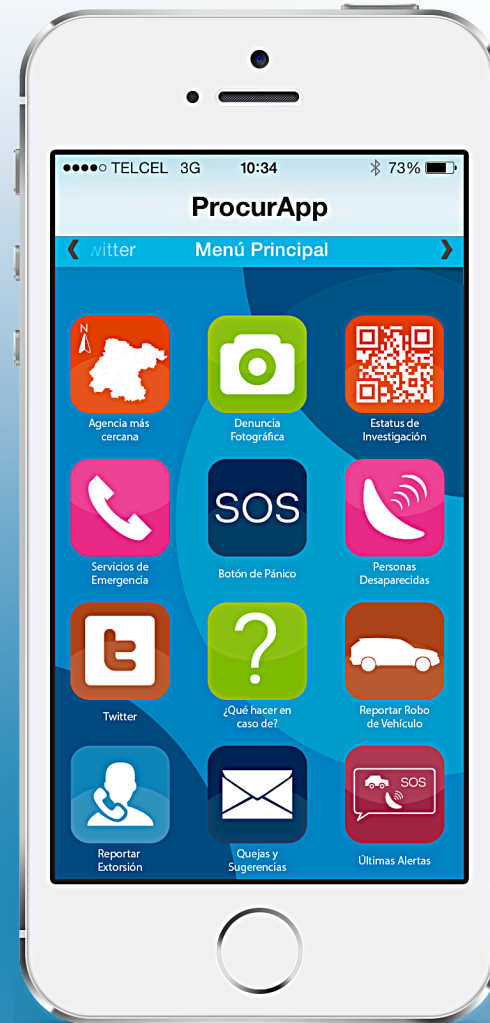 TELCEL 3G 10:34 73%
ProcurApp
witter Menú Principal
N
Agencia más
cercana
Denuncia
Fotográfica
Estatus de
Investigación
Servicios de
Emergencia
SOS
Botón de Pánico
Personas
Desaparecidas
t
Twitter
?
¿Qué hacer en
caso de?
Reportar Robo
de Vehículo
Reportar
Extorsión
Quejas y
Sugerencias
SOS
Últimas Alertas